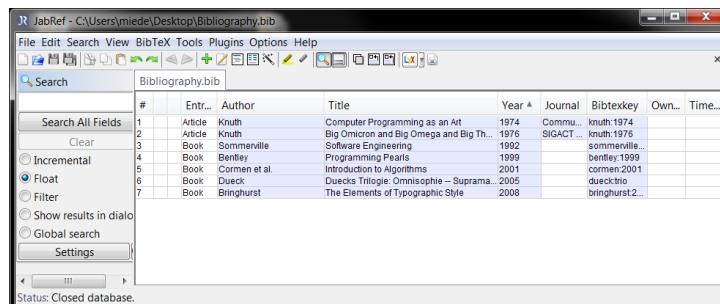 JabRef - C:\Users\miede\Desktop\Bibliography.bib
File Edit Search View BibTeX Tools Plugins Options Help
Search
Bibliography.bib
# Entr... Author Title Year Journal Bibtexkey Own... Time...
1 Article Knuth Computer Programming as an Art 1974 Commu... knuth:1974
2 Article Knuth Big Omicron and Big Omega and Big Th... 1976 SIGACT ... knuth:1976
3 Book Sommerville Software Engineering 1992 sommerville...
4 Book Bentley Programming Pearls 1999 bentley:1999
5 Book Cormen et al. Introduction to Algorithms 2001 cormen:2001
6 Book Dueck Duecks Trilogie: Omnisophie -- Suprama... 2005 dueck:trio
7 Book Bringhurst The Elements of Typographic Style 2008 bringhurst:2...
Search All Fields
Clear
Incremental
Float
Filter
Show results in dialo
Global search
Settings
Status: Closed database.